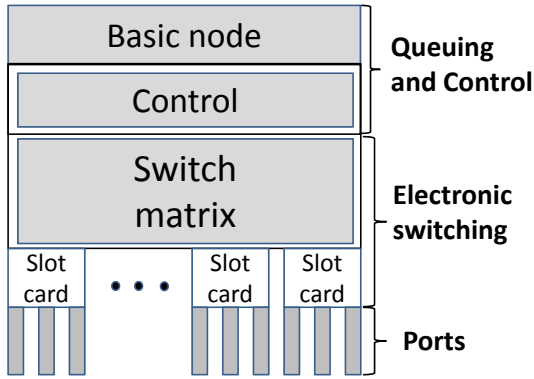 Basic node
Queuing
and Control
Control
Switch
matrix
Electronic
switching
Slot
card
Slot
card
Slot
card
Ports